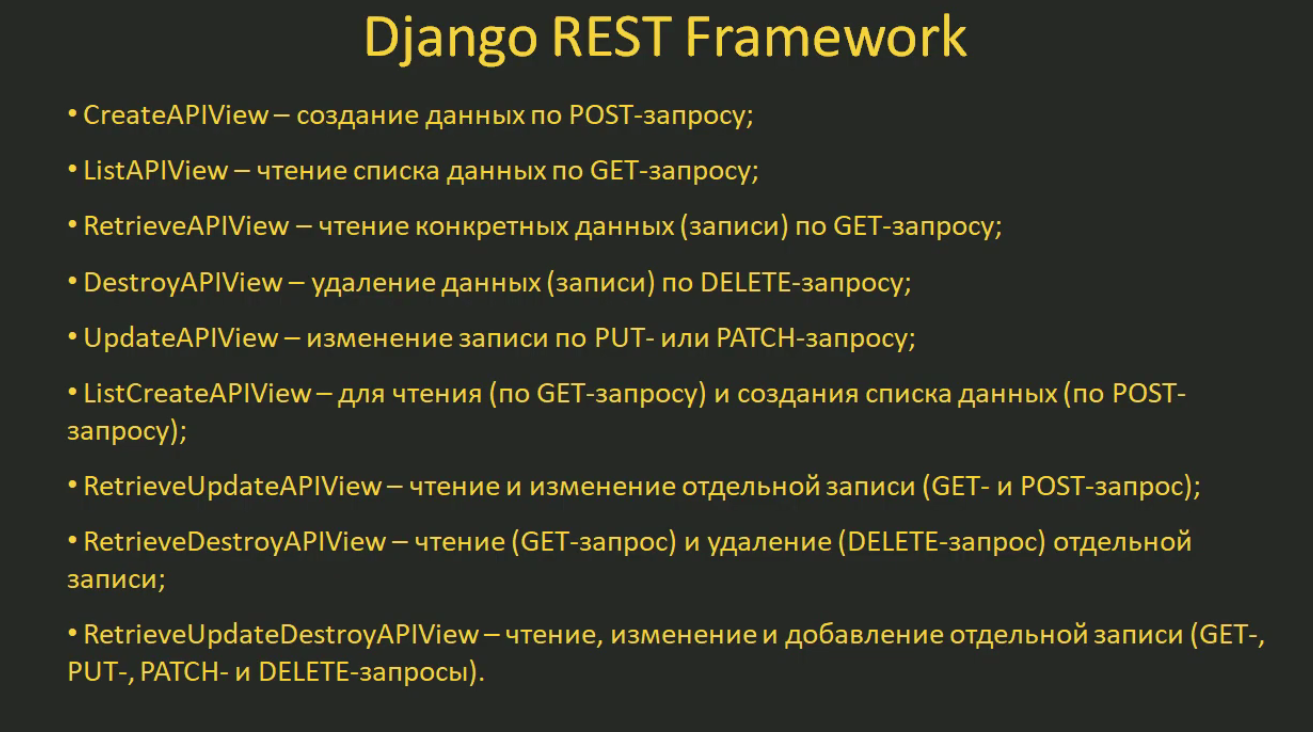 Django REST Framework
• CreateAPIView – создание данных по POST-запросу;
• ListAPIView – чтение списка данных по GET-запросу;
• RetrieveAPIView – чтение конкретных данных (записи) по GET-запросу;
• DestroyAPIView – удаление данных (записи) по DELETE-запросу;
• UpdateAPIView – изменение записи по PUT- или PATCH-запросу;
• ListCreateAPIView – для чтения (по GET-запросу) и создания списка данных (по POST-
запросу);
• RetrieveUpdateAPIView – чтение и изменение отдельной записи (GET- и POST-запрос);
• RetrieveDestroyAPIView – чтение (GET-запрос) и удаление (DELETE-запрос) отдельной
записи;
• RetrieveUpdateDestroyAPIView – чтение, изменение и добавление отдельной записи (GET-,
PUT-, PATCH- и DELETE-запросы).